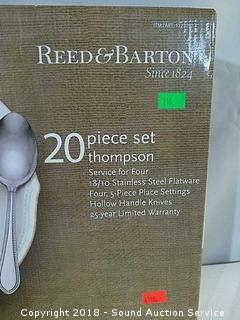 REED & BARTON
Since 1824
20 piece set
thompson
Service for Four
18/10 Stainless Steel Flatware
Four, 5-Piece Place Settings
Hollow Handle Knives
25-year Limited Warranty
Copyright 2018 - Sound Auction Service